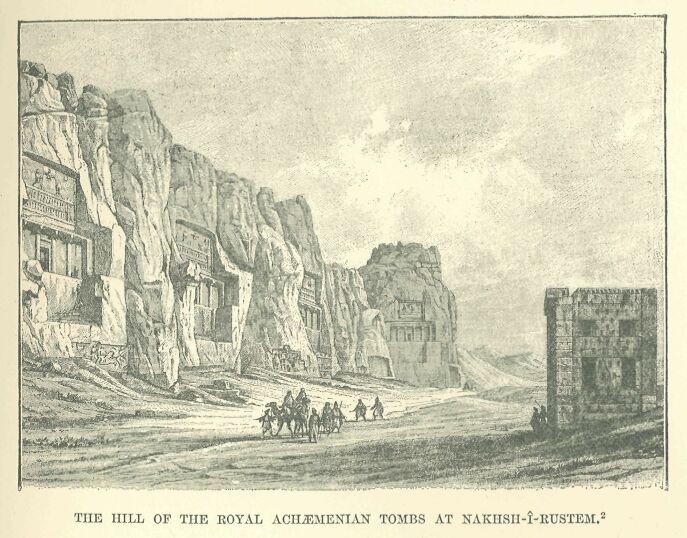 THE HILL OF THE ROYAL ACHÆMENIAN TOMBS AT NAKHSH-Î-RUSTEM.²